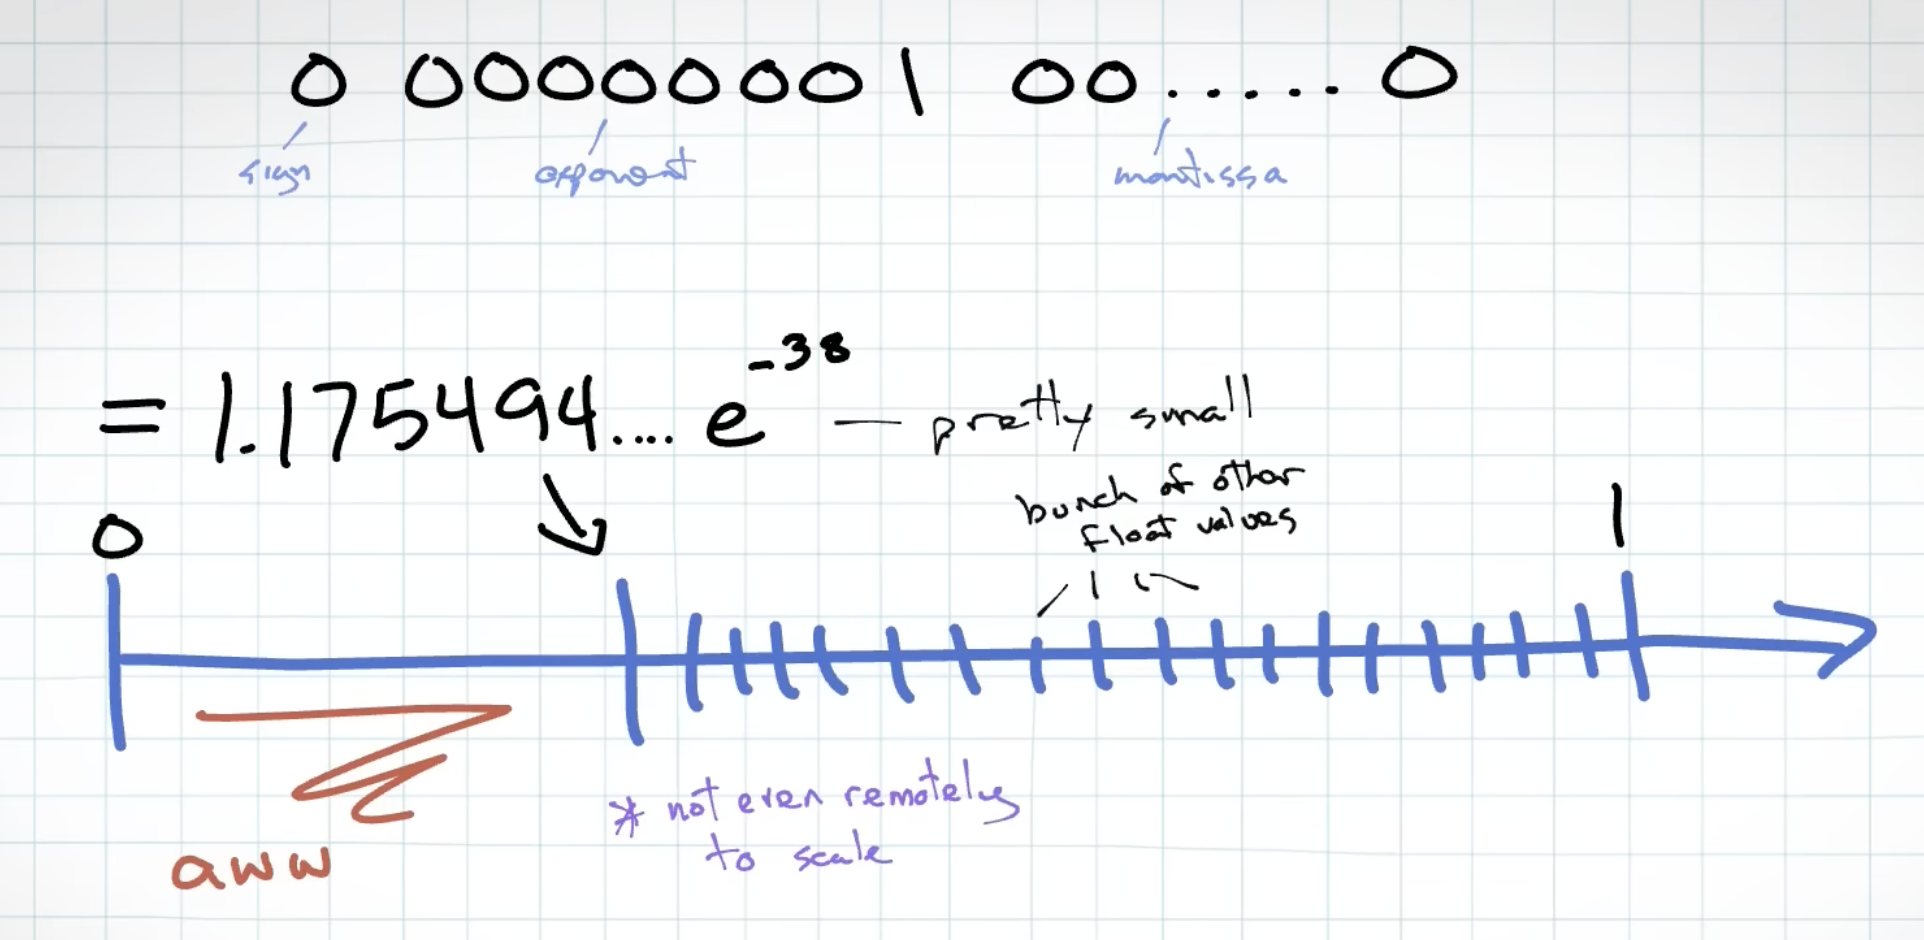 0 00000001 00.....0
sign exponent mantissa
= 1.175494.... e^-38 — pretty small
bunch of other
float values
0 1
* not even remotely
to scale
aww